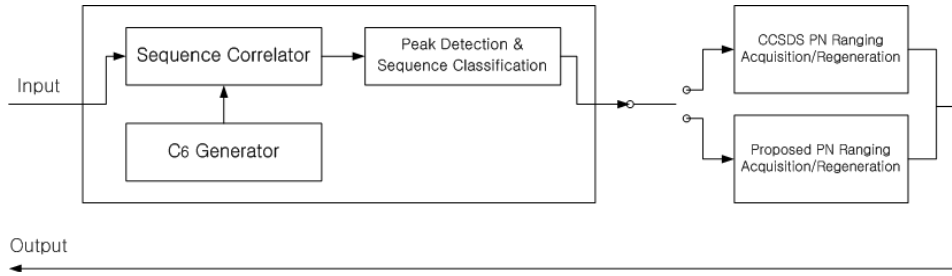 Input
Sequence Correlator
C6 Generator
Peak Detection &
Sequence Classification
CCSDS PN Ranging
Acquisition/Regeneration
Proposed PN Ranging
Acquisition/Regeneration
Output